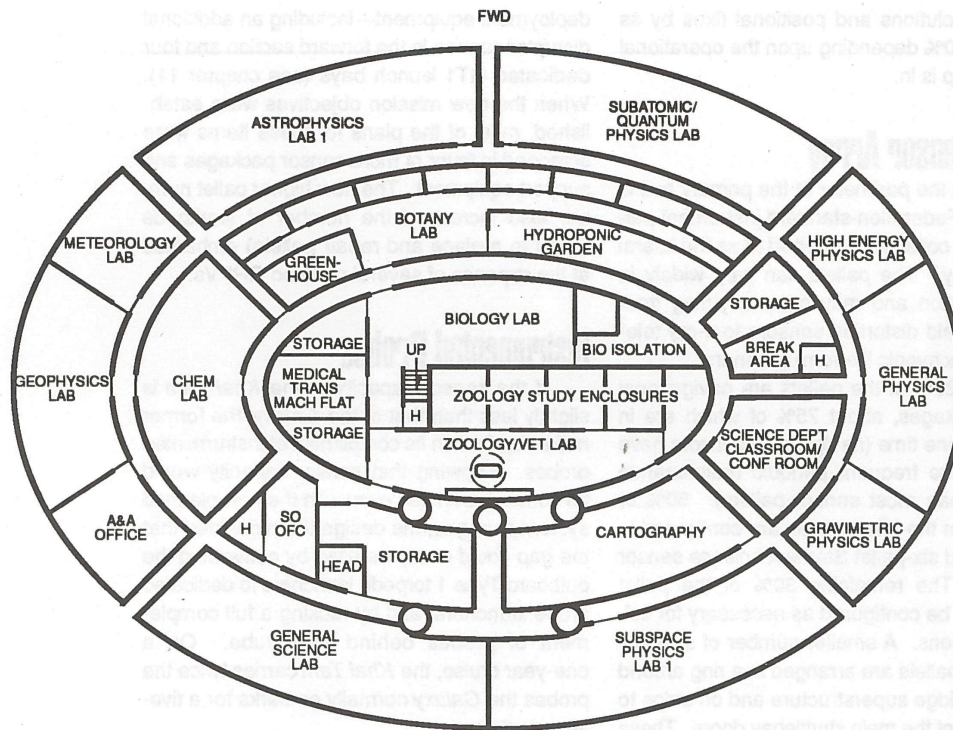 FWD
ASTROPHYSICS
LAB 1
SUBATOMIC/
QUANTUM
PHYSICS LAB
METEOROLOGY
LAB
BOTANY
LAB
HYDROPONIC
GARDEN
HIGH ENERGY
PHYSICS LAB
GREEN-
HOUSE
STORAGE
BIOLOGY LAB
STORAGE
UP
BIO ISOLATION
BREAK
AREA
H
GEOPHYSICS
LAB
CHEM
LAB
MEDICAL
TRANS
MACH FLAT
ZOOLOGY STUDY ENCLOSURES
GENERAL
PHYSICS
LAB
H
STORAGE
ZOOLOGY/VET LAB
SCIENCE DEPT
CLASSROOM/
CONF ROOM
A&A
OFFICE
H
SO
OFC
HEAD
STORAGE
CARTOGRAPHY
GRAVIMETRIC
PHYSICS LAB
GENERAL
SCIENCE
LAB
SUBSPACE
PHYSICS LAB 1